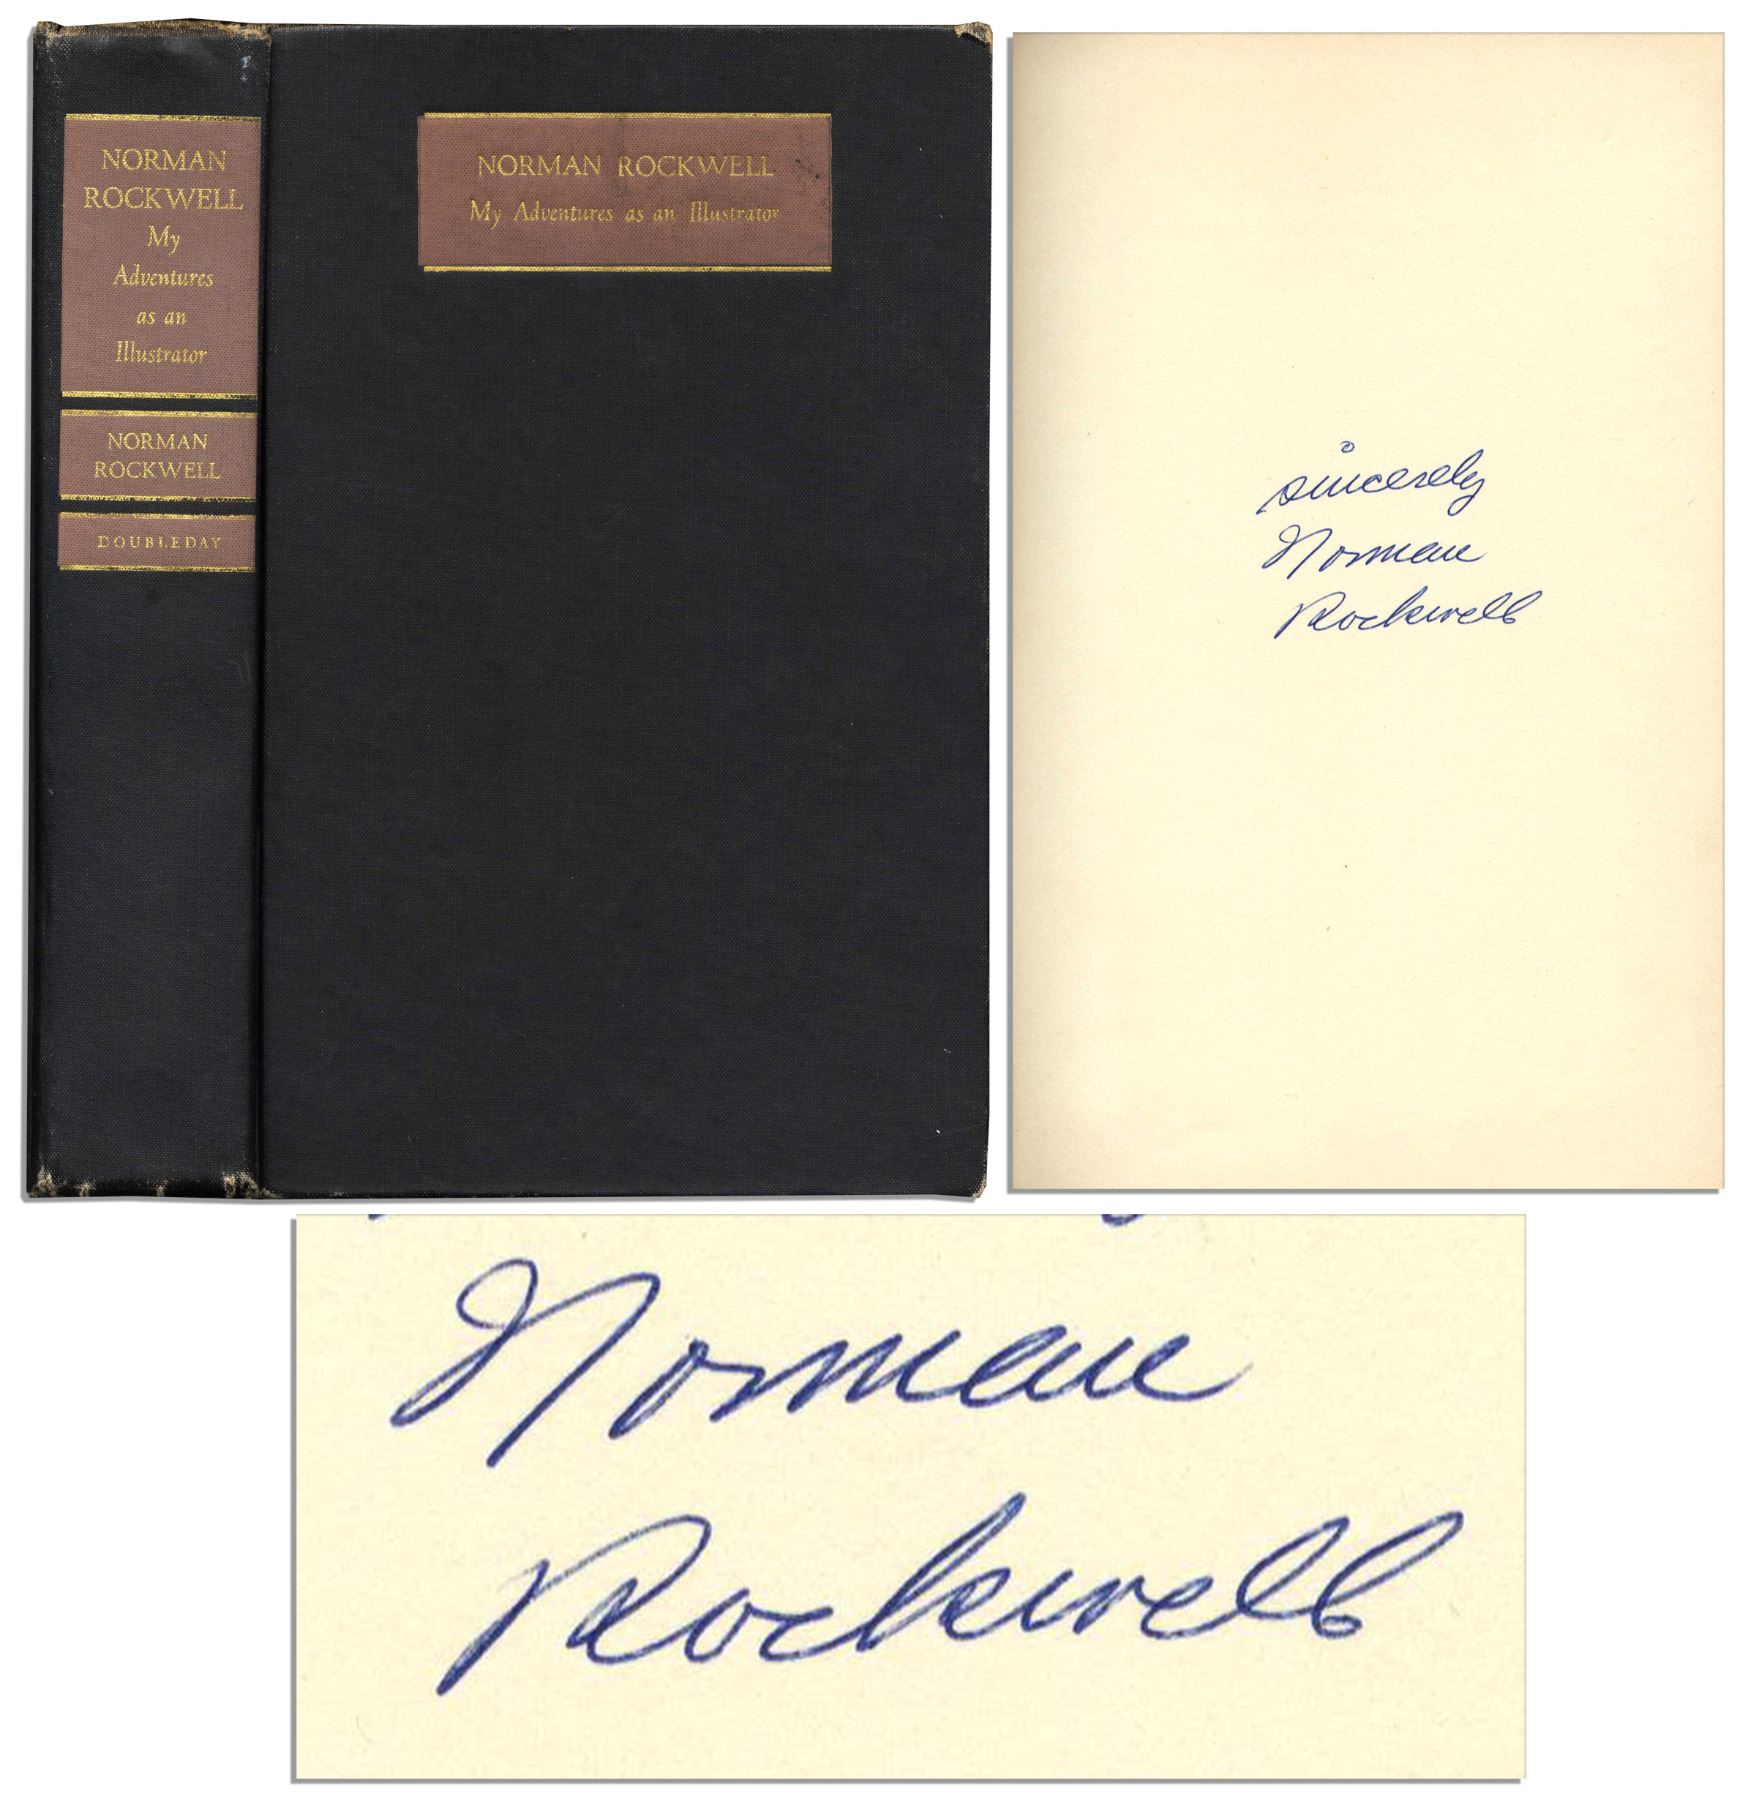 NORMAN
ROCKWELL
My
Adventures
as an
Illustrator
NORMAN
ROCKWELL
DOUBLEDAY
NORMAN ROCKWELL
My Adventures as an Illustrator
sincerely
Norman
Rockwell
Norman
Rockwell